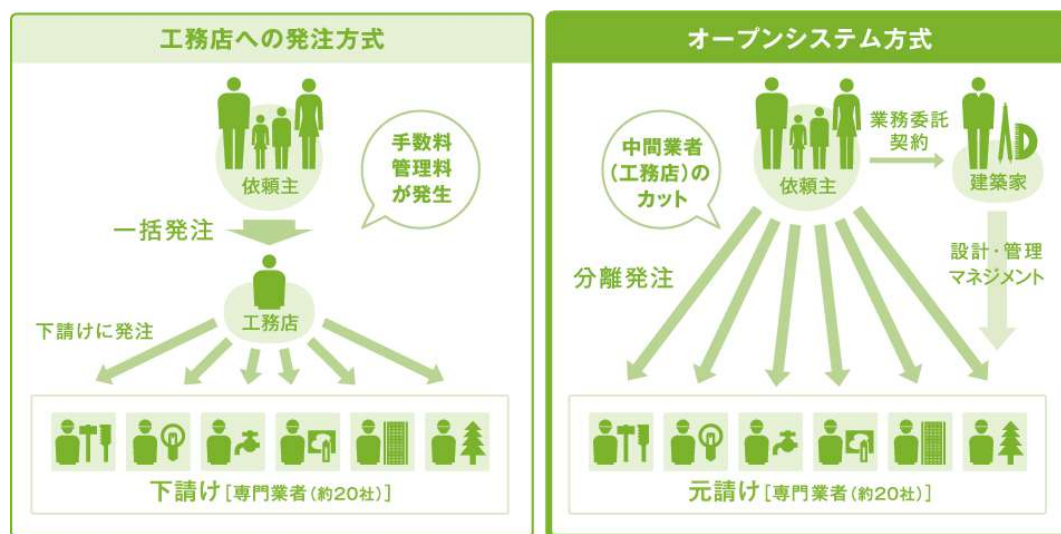 工務店への発注方式
依頼主
手数料
管理料
が発生
一括発注
工務店
下請けに発注
下請け[専門業者(約20社)]
オープンシステム方式
中間業者
(工務店)の
カット
依頼主
業務委託
契約
建築家
分離発注
設計・管理
マネジメント
元請け[専門業者(約20社)]